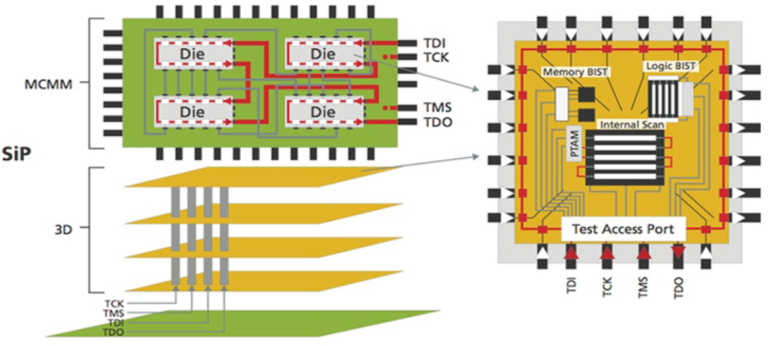 SiP
MCMM
Die
Die
Die
Die
TDI
TCK
TMS
TDO
3D
TCK
TMS
TDI
TDO
Memory BIST
Logic BIST
Internal Scan
PTAM
Test Access Port
TDI
TCK
TMS
TDO